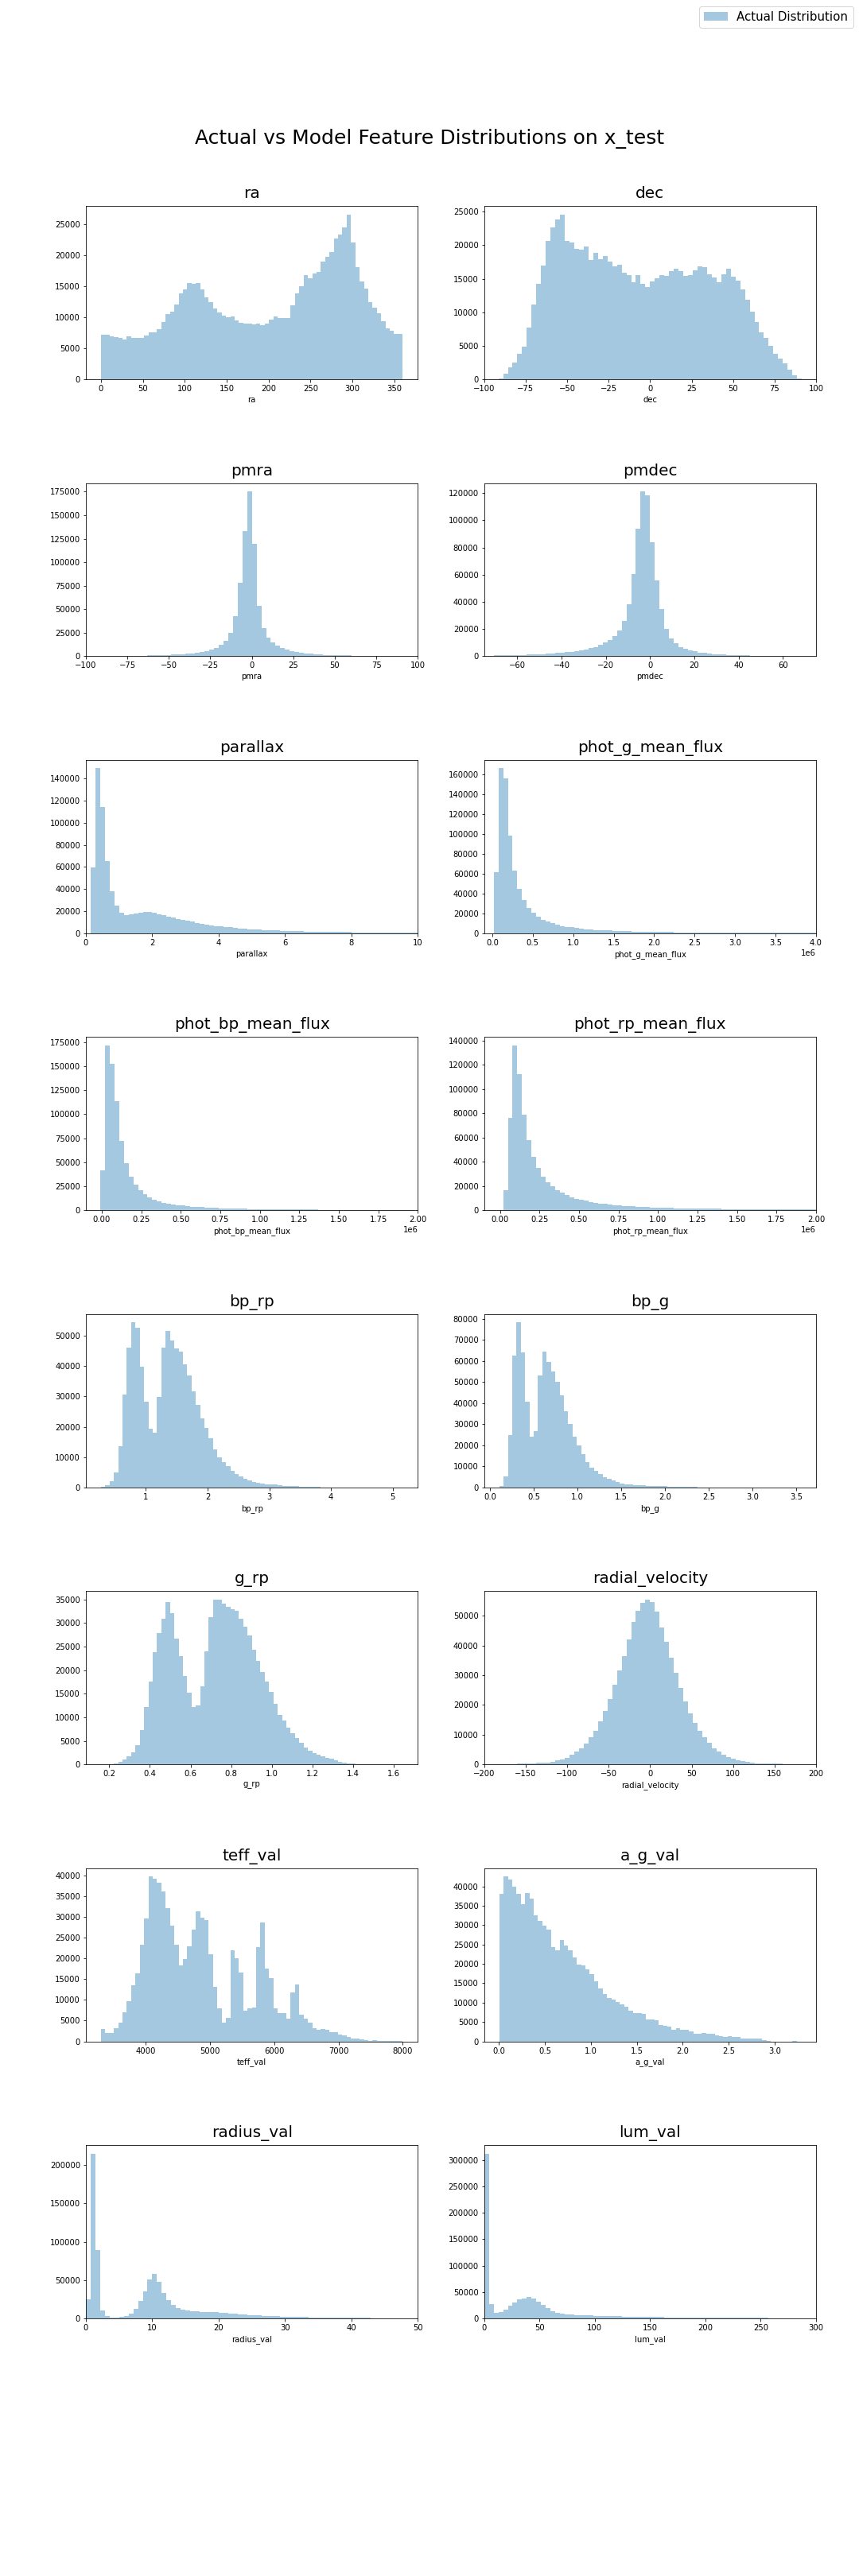 Actual Distribution
Actual vs Model Feature Distributions on x_test
ra
25000
20000
15000
10000
5000
0
0 50 100 150 200 250 300 350
ra
dec
25000
20000
15000
10000
5000
0
−100 −75 −50 −25 0 25 50 75 100
dec
pmra
175000
150000
125000
100000
75000
50000
25000
0
−100 −75 −50 −25 0 25 50 75 100
pmra
pmdec
120000
100000
80000
60000
40000
20000
0
−60 −40 −20 0 20 40 60
pmdec
parallax
140000
120000
100000
80000
60000
40000
20000
0
0 2 4 6 8 10
parallax
phot_g_mean_flux
160000
140000
120000
100000
80000
60000
40000
20000
0
0.0 0.5 1.0 1.5 2.0 2.5 3.0 3.5 4.0
phot_g_mean_flux
1e6
phot_bp_mean_flux
175000
150000
125000
100000
75000
50000
25000
0
0.00 0.25 0.50 0.75 1.00 1.25 1.50 1.75 2.00
phot_bp_mean_flux
1e6
phot_rp_mean_flux
140000
120000
100000
80000
60000
40000
20000
0
0.00 0.25 0.50 0.75 1.00 1.25 1.50 1.75 2.00
phot_rp_mean_flux
1e6
bp_rp
50000
40000
30000
20000
10000
0
1 2 3 4 5
bp_rp
bp_g
80000
70000
60000
50000
40000
30000
20000
10000
0
0.0 0.5 1.0 1.5 2.0 2.5 3.0 3.5
bp_g
g_rp
35000
30000
25000
20000
15000
10000
5000
0
0.2 0.4 0.6 0.8 1.0 1.2 1.4 1.6
g_rp
radial_velocity
50000
40000
30000
20000
10000
0
−200 −150 −100 −50 0 50 100 150 200
radial_velocity
teff_val
40000
35000
30000
25000
20000
15000
10000
5000
0
4000 5000 6000 7000 8000
teff_val
a_g_val
40000
35000
30000
25000
20000
15000
10000
5000
0
0.0 0.5 1.0 1.5 2.0 2.5 3.0
a_g_val
radius_val
200000
150000
100000
50000
0
0 10 20 30 40 50
radius_val
lum_val
300000
250000
200000
150000
100000
50000
0
0 50 100 150 200 250 300
lum_val